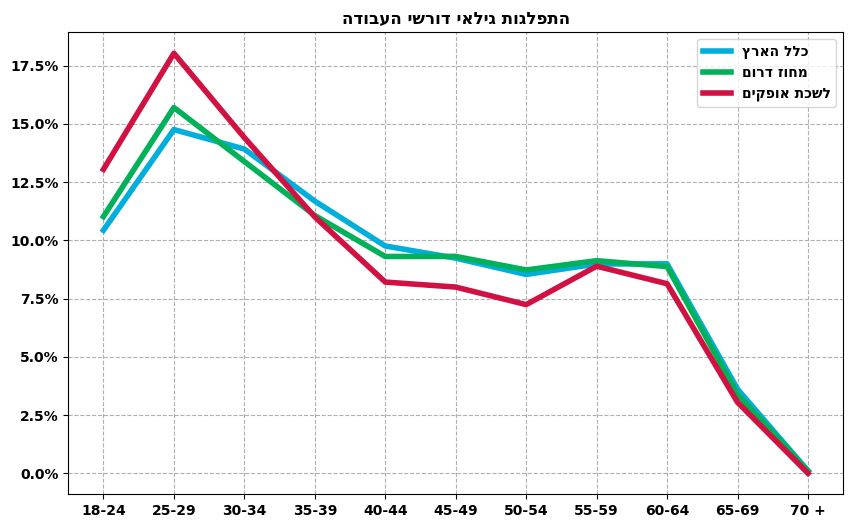 התפלגות גילאי דורשי העבודה
כלל הארץ
מחוז דרום
לשכת אופקים
17.5%
15.0%
12.5%
10.0%
7.5%
5.0%
2.5%
0.0%
18-24 25-29 30-34 35-39 40-44 45-49 50-54 55-59 60-64 65-69 70 +